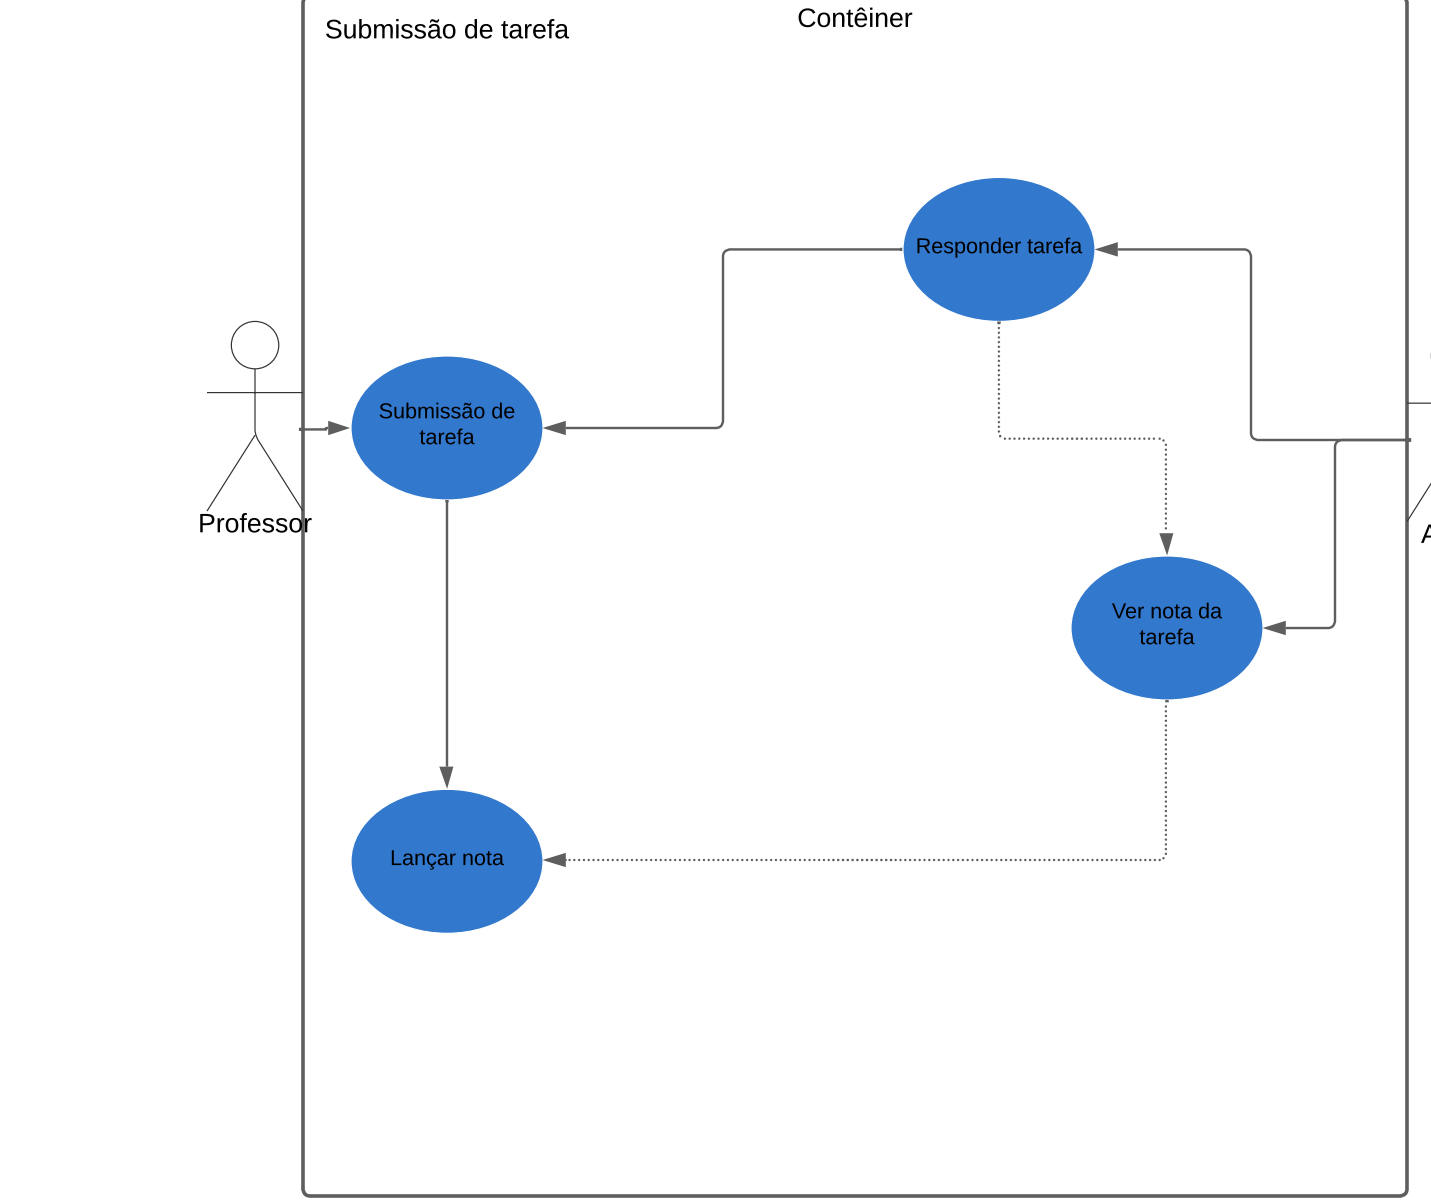 Contêiner
Submissão de tarefa
Responder tarefa
Submissão de
tarefa
Professor
Ver nota da
tarefa
Lançar nota